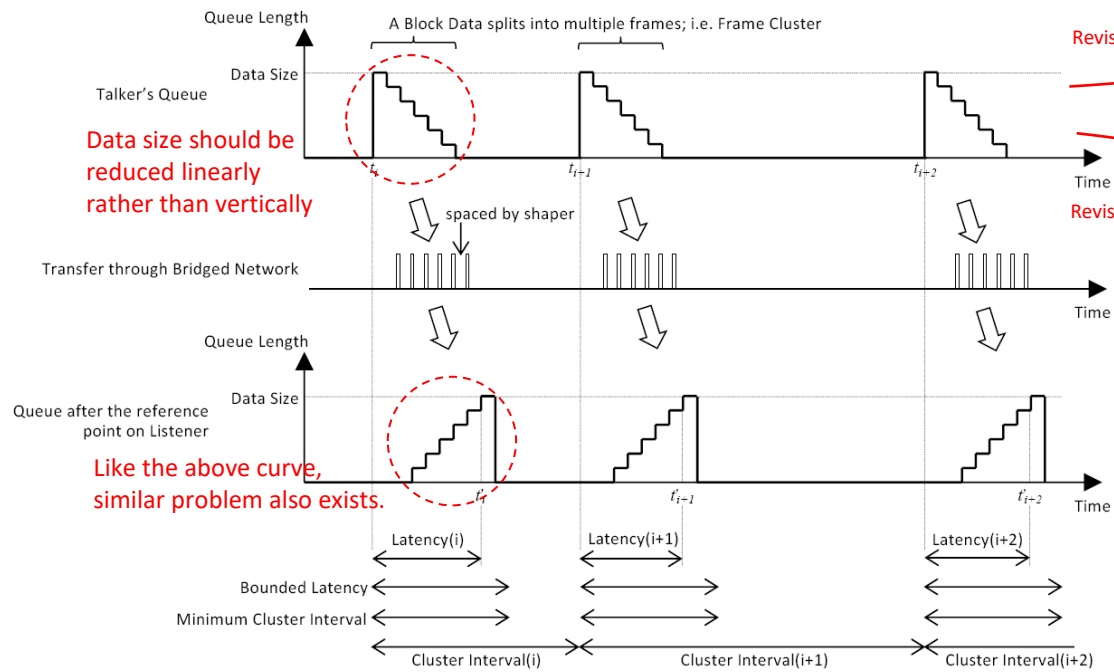 Queue Length
A Block Data splits into multiple frames; i.e. Frame Cluster
Revis
Data Size
Talker's Queue
Data size should be
reduced linearly
rather than vertically
t_i
t_{i+1}
t_{i+2}
Time
spaced by shaper
Revis
Transfer through Bridged Network
Time
Queue Length
Data Size
Queue after the reference
point on Listener
Like the above curve,
similar problem also exists.
t'_i
t'_{i+1}
t'_{i+2}
Time
Latency(i)
Latency(i+1)
Latency(i+2)
Bounded Latency
Minimum Cluster Interval
Cluster Interval(i)
Cluster Interval(i+1)
Cluster Interval(i+2)